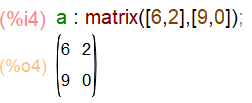 (%i4) a : matrix([6,2],[9,0]);
(%o4)
6 2
9 0